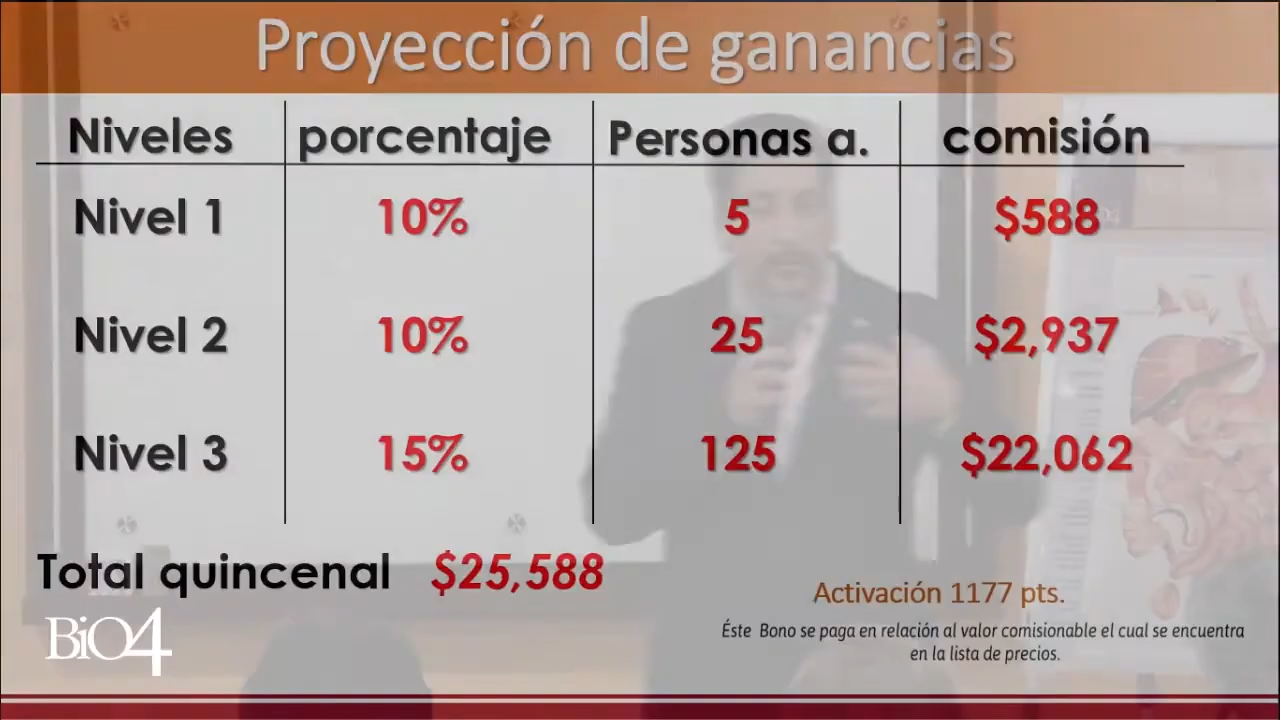 Proyección de ganancias
Niveles porcentaje Personas a. comisión
Nivel 1 10% 5 $588
Nivel 2 10% 25 $2,937
Nivel 3 15% 125 $22,062
Total quincenal $25,588
Activación 1177 pts.
Éste Bono se paga en relación al valor comisionable el cual se encuentra
en la lista de precios.
BiO4